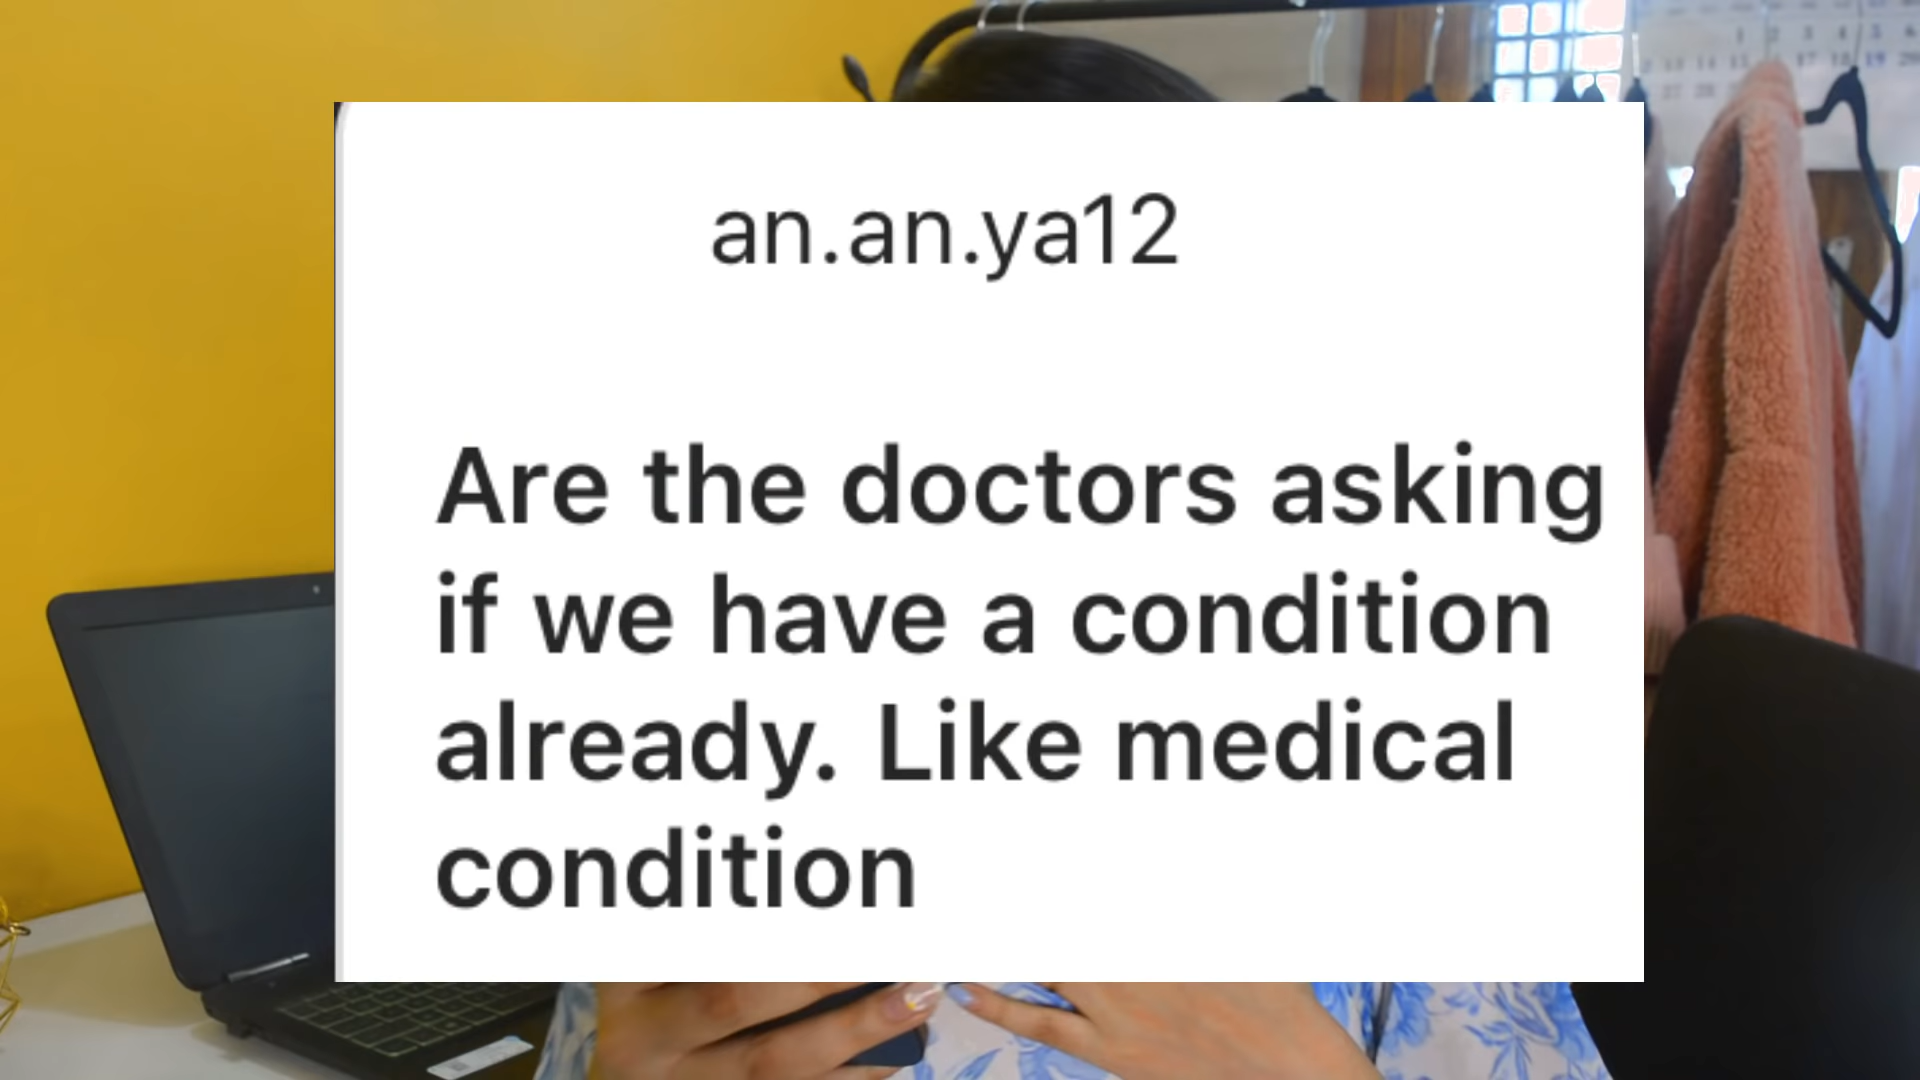 an.an.ya12
Are the doctors asking
if we have a condition
already. Like medical
condition